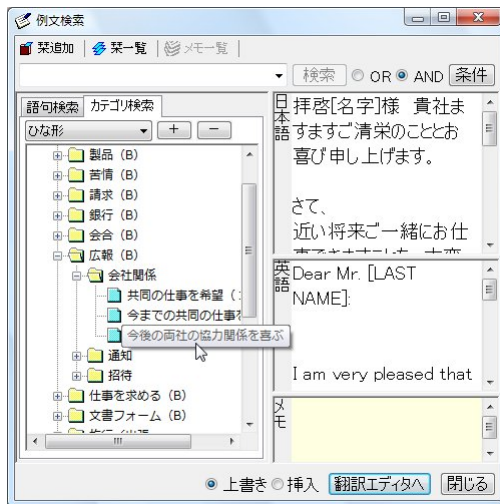 例文検索
栞追加 栞一覧 メモ一覧
検索 OR AND 条件
語句検索 カテゴリ検索
ひな形 + −
製品 (B)
苦情 (B)
請求 (B)
銀行 (B)
会合 (B)
広報 (B)
会社関係
共同の仕事を希望 (
今までの共同の仕事を
今後の両社の協力関係を喜ぶ
通知
招待
仕事を求める (B)
文書フォーム (B)
日本語
拝啓[名字]様 貴社ま
すますご清栄のこととお
喜び申し上げます。
さて、
近い将来ご一緒にお仕
英語
Dear Mr. [LAST
NAME]:
I am very pleased that
メモ
上書き 挿入 翻訳エディタへ 閉じる